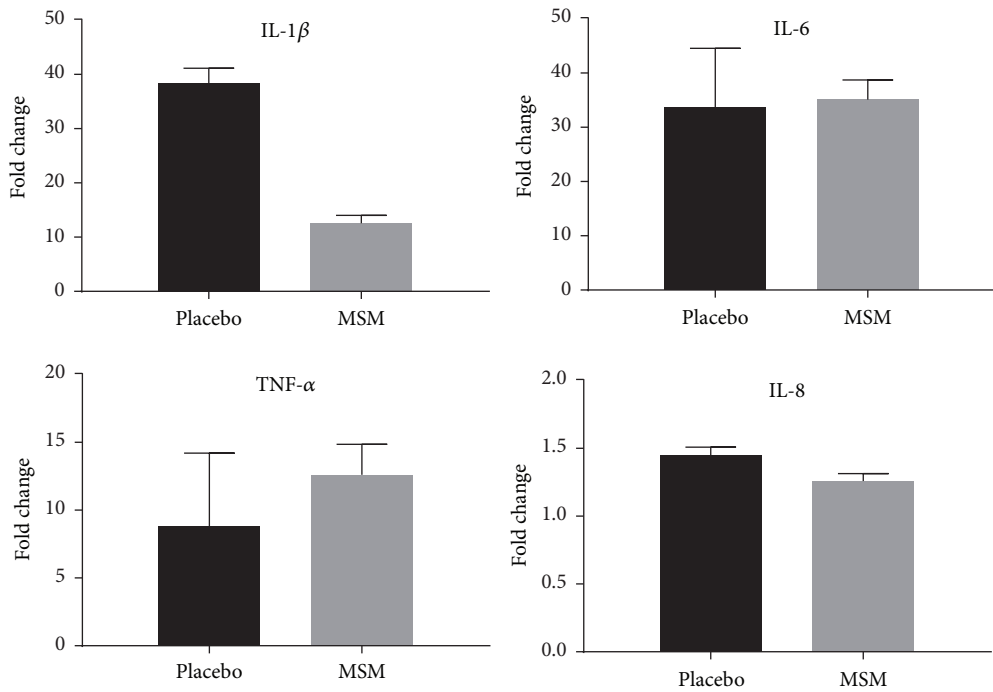 IL-1β
Fold change
50
40
30
20
10
0
Placebo MSM
IL-6
Fold change
50
40
30
20
10
0
Placebo MSM
TNF-α
Fold change
20
15
10
5
0
Placebo MSM
IL-8
Fold change
2.0
1.5
1.0
0.5
0.0
Placebo MSM